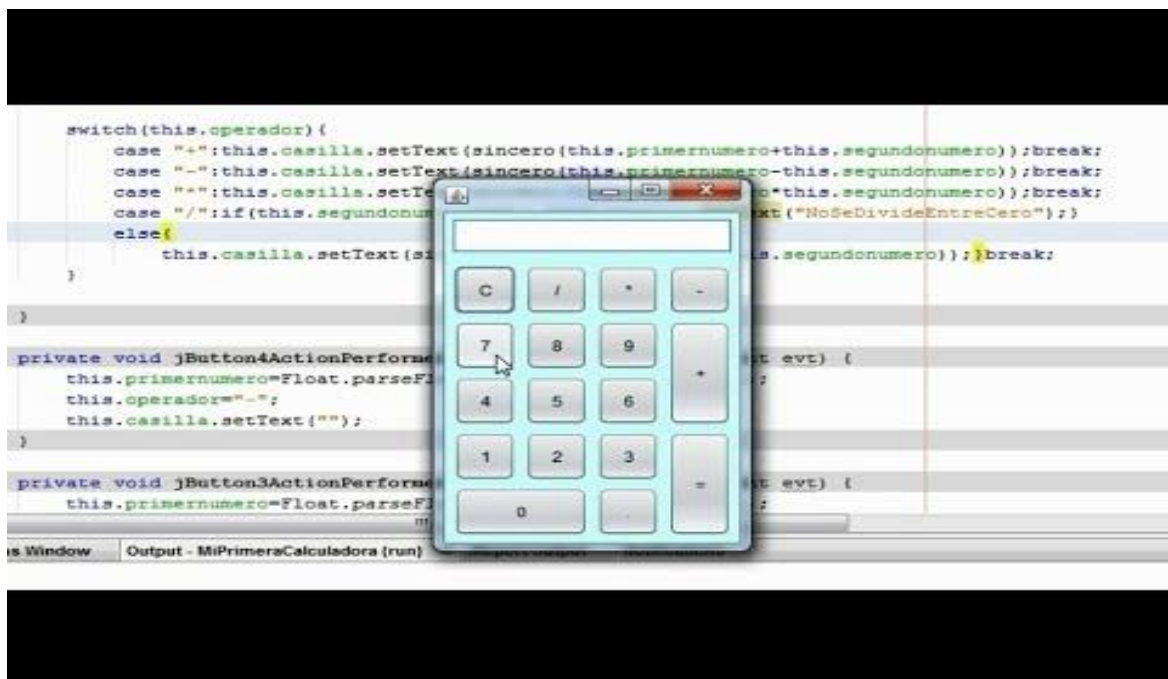 switch(this.operador){
case "+":this.casilla.setText(sincero(this.primernumero+this.segundonumero));break;
case "-":this.casilla.setText(sincero(this.primernumero-this.segundonumero));break;
case "*":this.casilla.setTe o*this.segundonumero));break;
case "/":if(this.segundonum xt("NoSeDivideEntreCero");}
else{
this.casilla.setText(si s.segundonumero));}break;
}
}
private void jButton4ActionPerforme t evt) {
this.primernumero=Float.parseF ;
this.operador="-";
this.casilla.setText("");
}
private void jButton3ActionPerforme t evt) {
this.primernumero=Float.parseF ;
s Window Output - MiPrimeraCalculadora (run)
C / * -
7 8 9 +
4 5 6
1 2 3 =
0 .